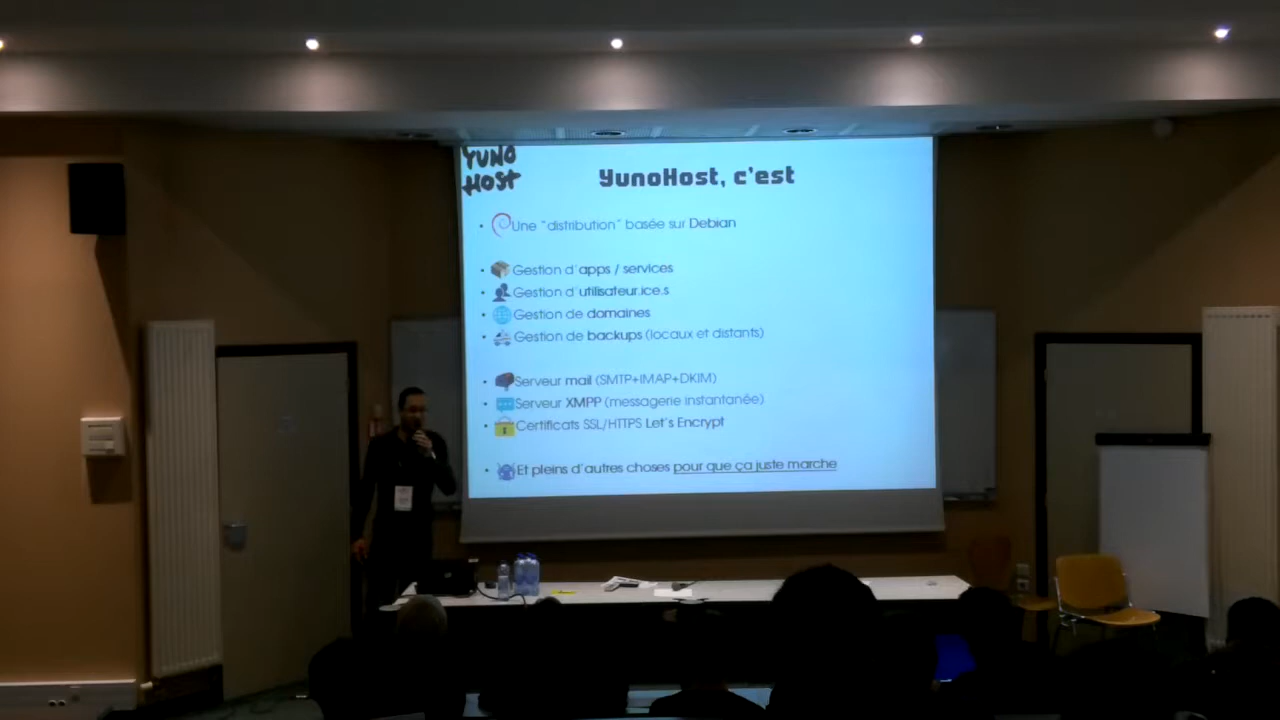 YUNO
HOST
YunoHost, c'est
• Une "distribution" basée sur Debian
• Gestion d'apps / services
• Gestion d'utilisateur.ice.s
• Gestion de domaines
• Gestion de backups (locaux et distants)
• Serveur mail (SMTP+IMAP+DKIM)
• Serveur XMPP (messagerie instantanée)
• Certificats SSL/HTTPS Let's Encrypt
• Et pleins d'autres choses pour que ça juste marche